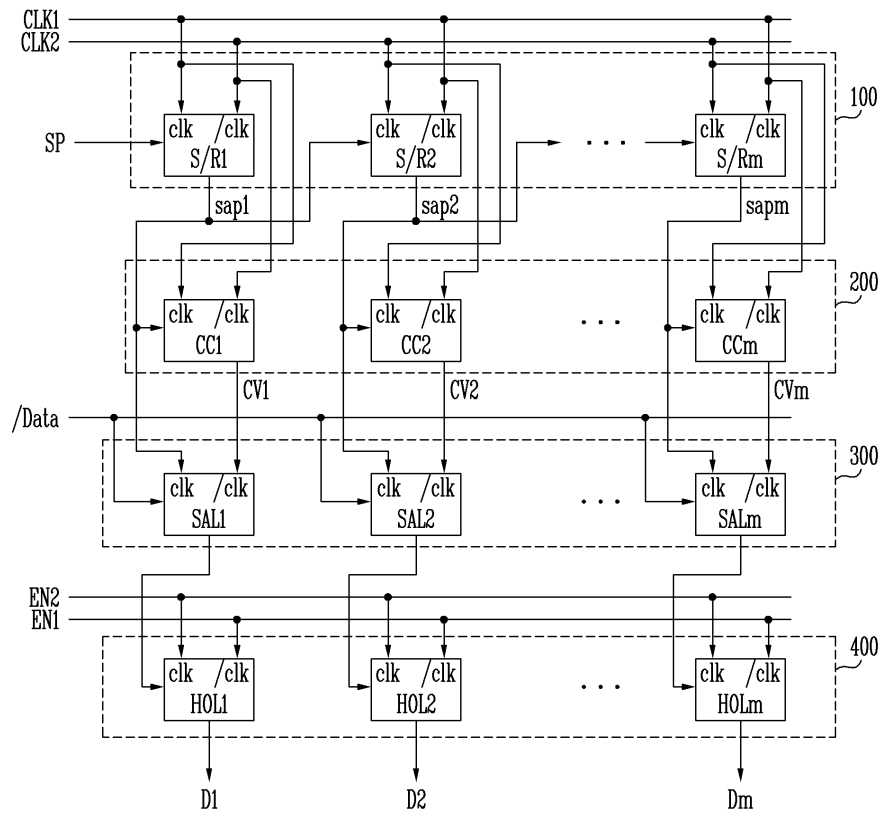 CLK1
CLK2
clk /clk
S/R1
clk /clk
S/R2
clk /clk
S/Rm
100
SP
. . .
sap1
sap2
sapm
clk /clk
CC1
clk /clk
CC2
. . .
clk /clk
CCm
200
CV1
CV2
CVm
/Data
clk /clk
SAL1
clk /clk
SAL2
. . .
clk /clk
SALm
300
EN2
EN1
clk /clk
HOL1
clk /clk
HOL2
. . .
clk /clk
HOLm
400
D1
D2
Dm